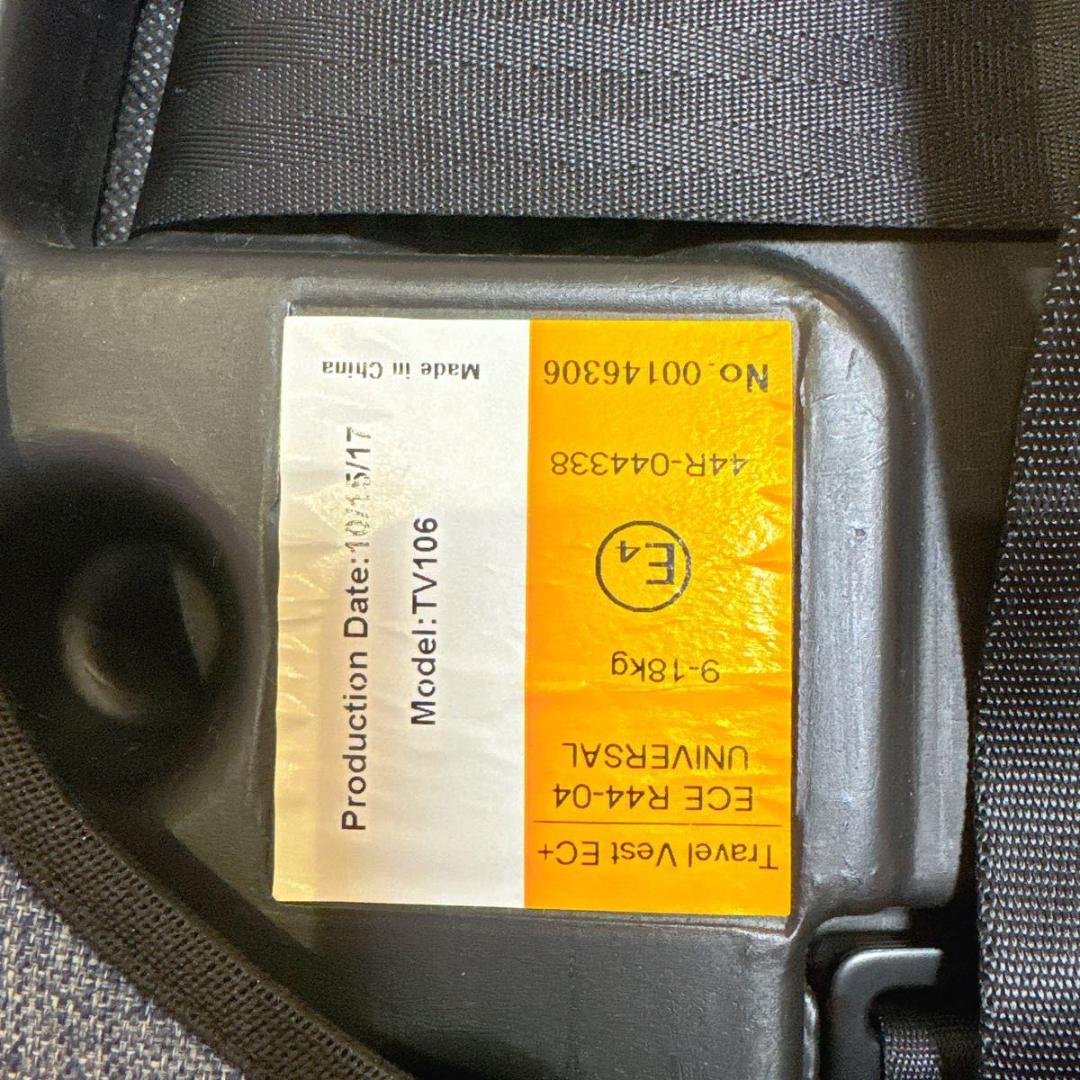 Travel Vest EC+
ECE R44-04
UNIVERSAL
9-18kg
E4
44R-044338
No. 00146306
Made in China
Production Date:10/15/17
Model:TV106